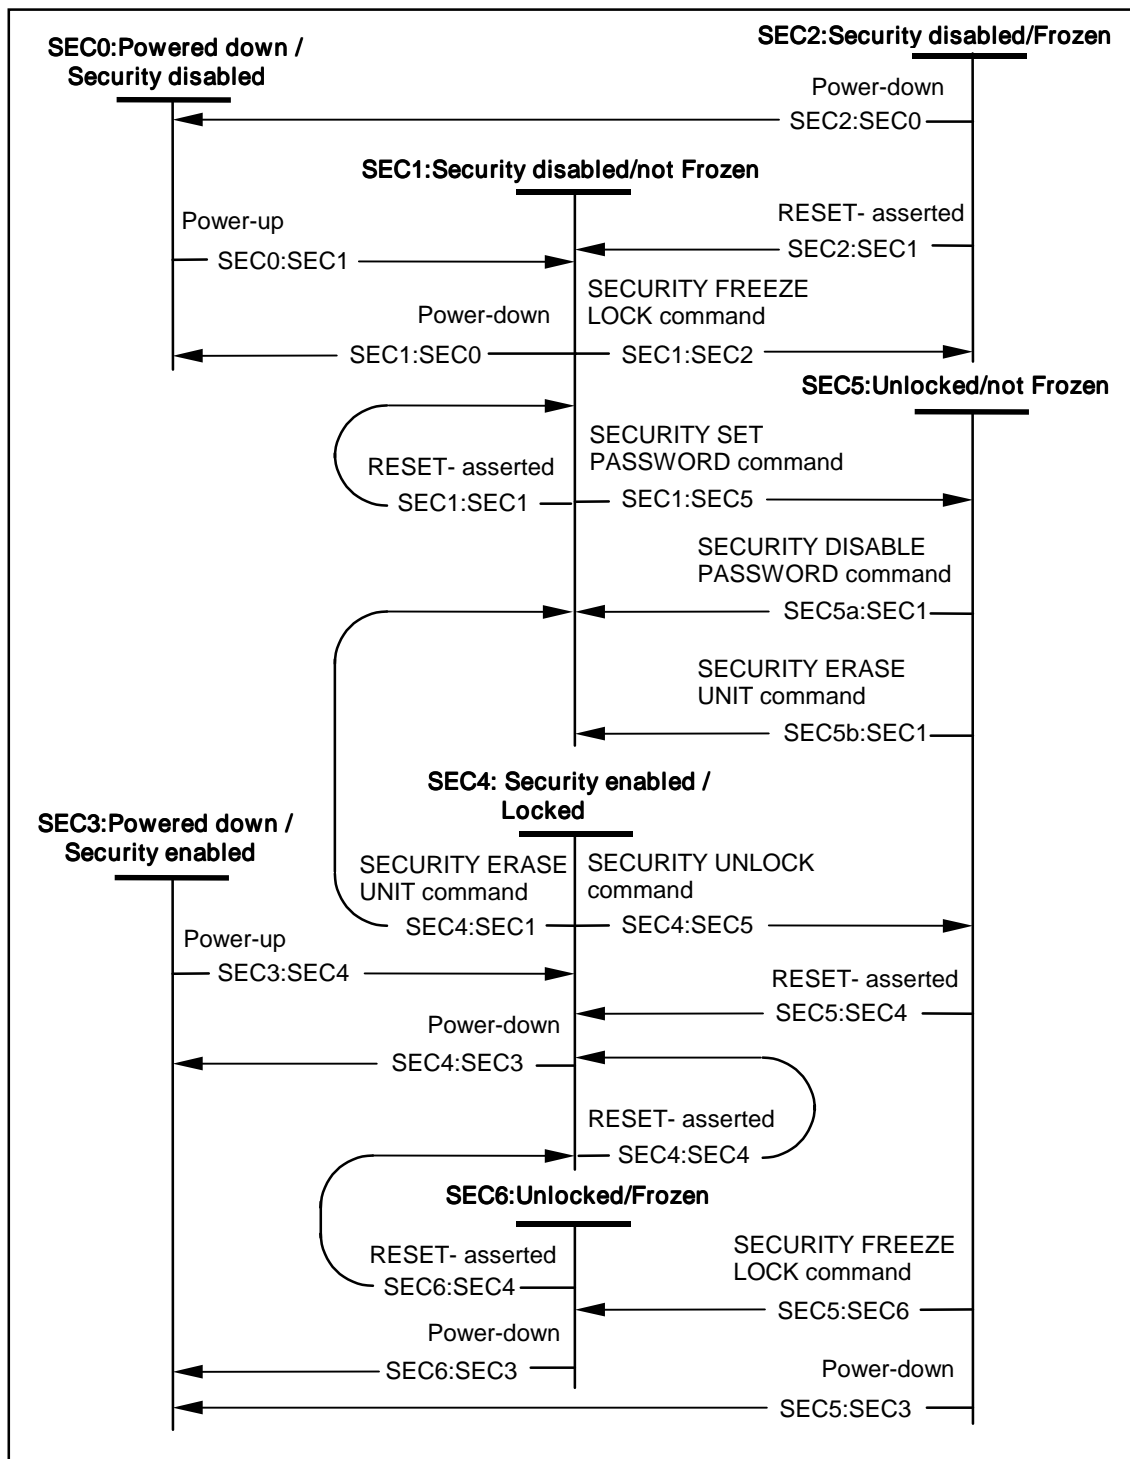 SEC0:Powered down /
Security disabled
SEC2:Security disabled/Frozen
Power-down
SEC2:SEC0
SEC1:Security disabled/not Frozen
RESET- asserted
SEC2:SEC1
Power-up
SEC0:SEC1
SECURITY FREEZE
LOCK command
Power-down
SEC1:SEC0
SEC1:SEC2
SEC5:Unlocked/not Frozen
SECURITY SET
PASSWORD command
RESET- asserted
SEC1:SEC1
SEC1:SEC5
SECURITY DISABLE
PASSWORD command
SEC5a:SEC1
SECURITY ERASE
UNIT command
SEC5b:SEC1
SEC4: Security enabled /
Locked
SEC3:Powered down /
Security enabled
SECURITY ERASE
UNIT command
SECURITY UNLOCK
command
SEC4:SEC1
SEC4:SEC5
Power-up
SEC3:SEC4
RESET- asserted
SEC5:SEC4
Power-down
SEC4:SEC3
RESET- asserted
SEC4:SEC4
SEC6:Unlocked/Frozen
RESET- asserted
SEC6:SEC4
SECURITY FREEZE
LOCK command
SEC5:SEC6
Power-down
SEC6:SEC3
Power-down
SEC5:SEC3